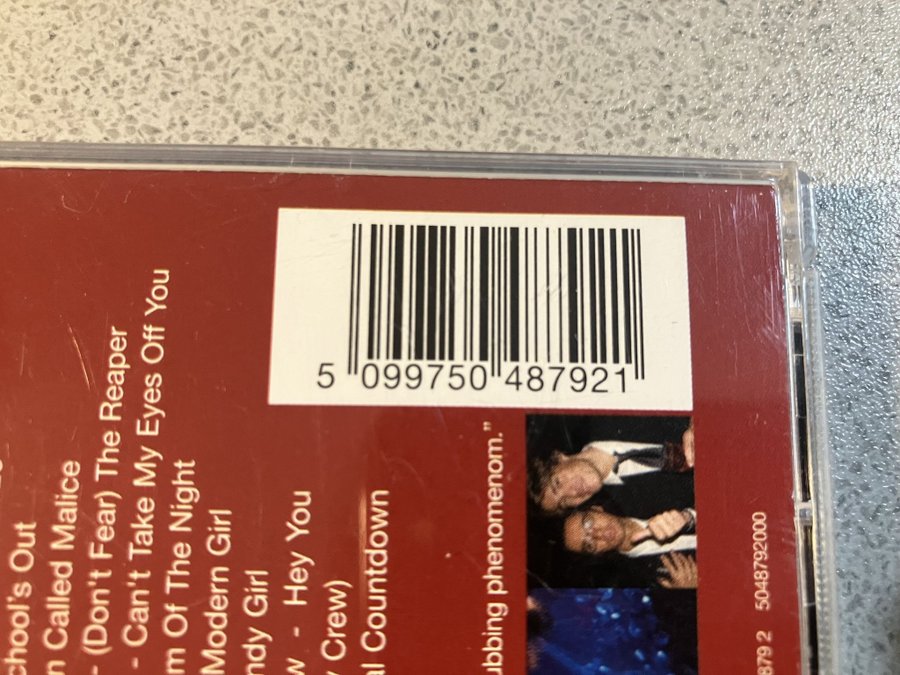 5 099750 487921
chool's Out
n Called Malice
- (Don't Fear) The Reaper
- Can't Take My Eyes Off You
m Of The Night
Modern Girl
ndy Girl
w - Hey You
y Crew)
al Countdown
ubbing phenomenom."
879 2 5048792000